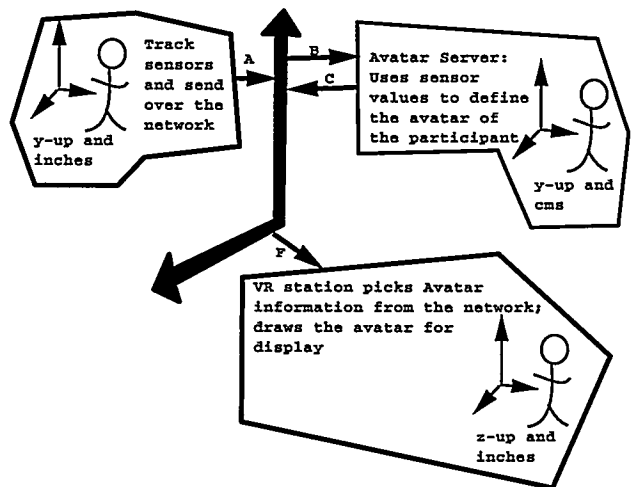 Track
sensors
and send
over the
network
y-up and
inches
A
B
C
Avatar Server:
Uses sensor
values to define
the avatar of
the participant
y-up and
cms
F
VR station picks Avatar
information from the network;
draws the avatar for
display
z-up and
inches